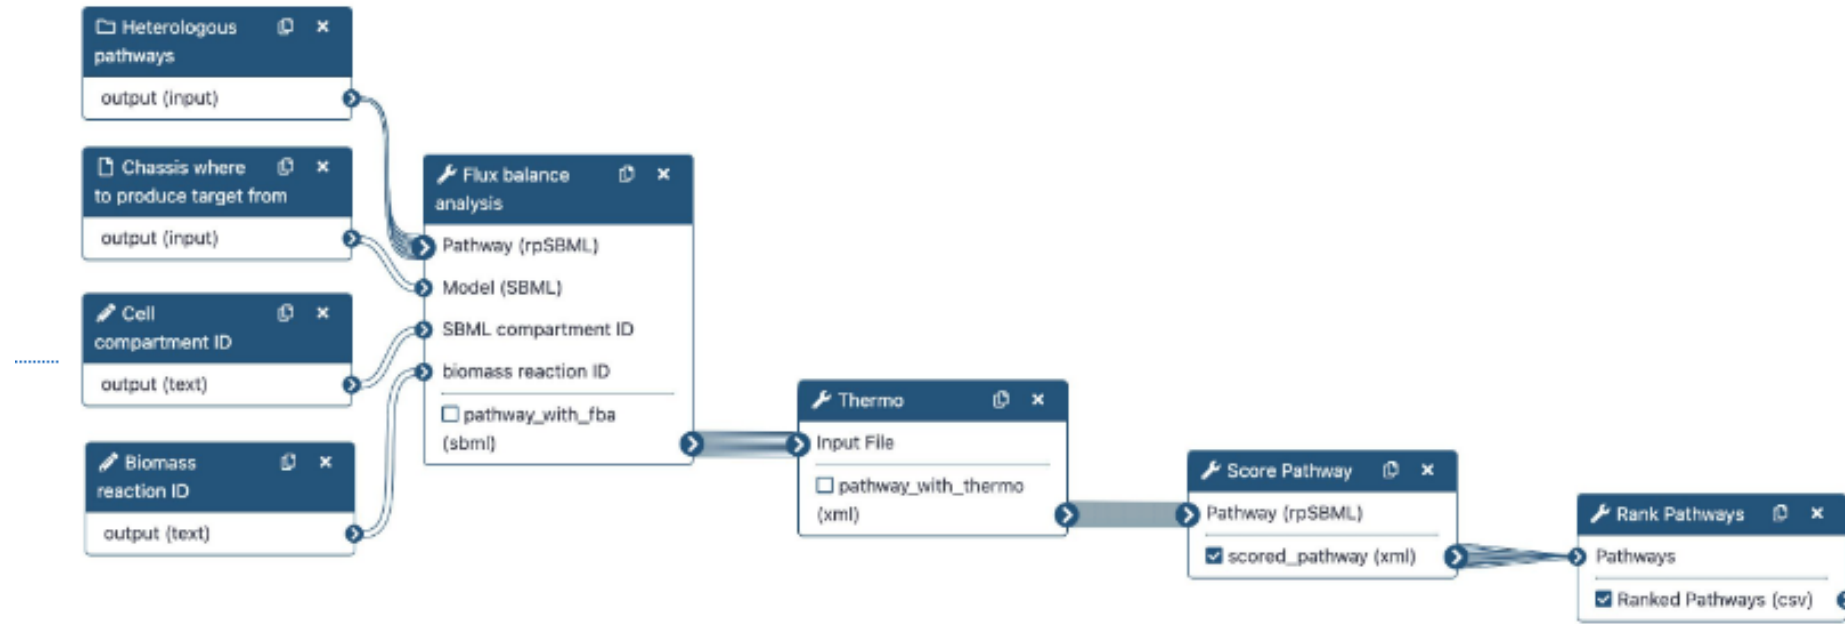 Heterologous
pathways
output (input)
Chassis where
to produce target from
output (input)
Cell
compartment ID
output (text)
Biomass
reaction ID
output (text)
Flux balance
analysis
Pathway (rpSBML)
Model (SBML)
SBML compartment ID
biomass reaction ID
pathway_with_fba
(sbml)
Thermo
Input File
pathway_with_thermo
(xml)
Score Pathway
Pathway (rpSBML)
scored_pathway (xml)
Rank Pathways
Pathways
Ranked Pathways (csv)